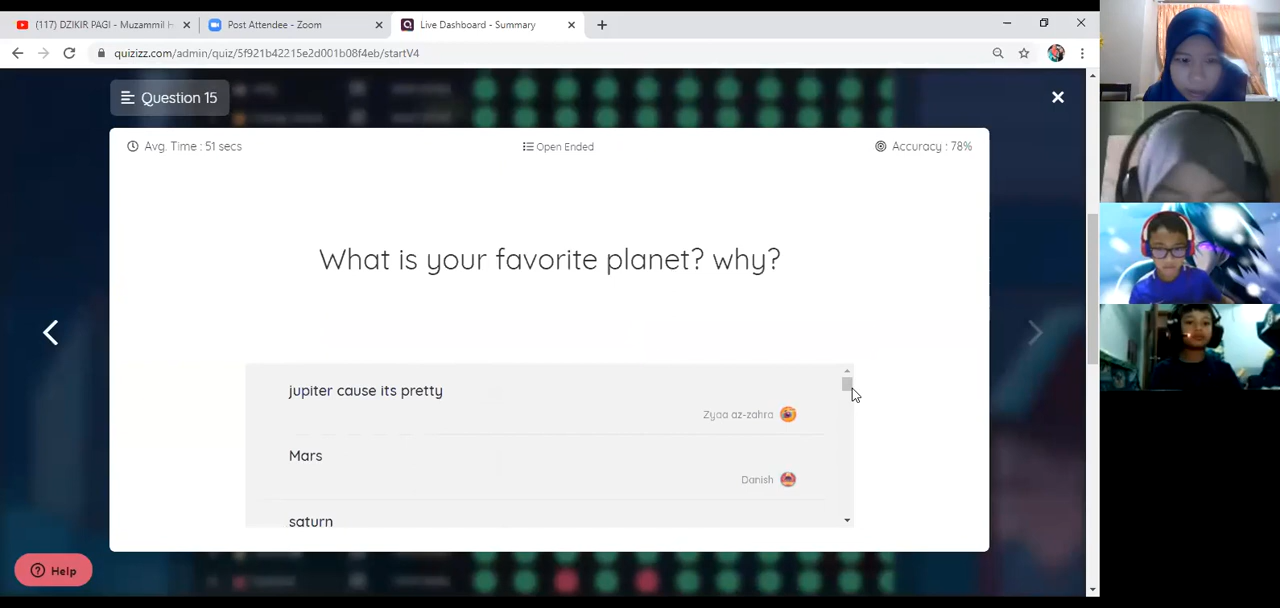 (117) DZIKIR PAGI - Muzammil H
Post Attendee - Zoom
Live Dashboard - Summary
quizizz.com/admin/quiz/5f921b42215e2d001b08f4eb/startV4
Question 15
Avg. Time : 51 secs
Open Ended
Accuracy : 78%
What is your favorite planet? why?
jupiter cause its pretty
Zyaa az-zahra
Mars
Danish
saturn
Help